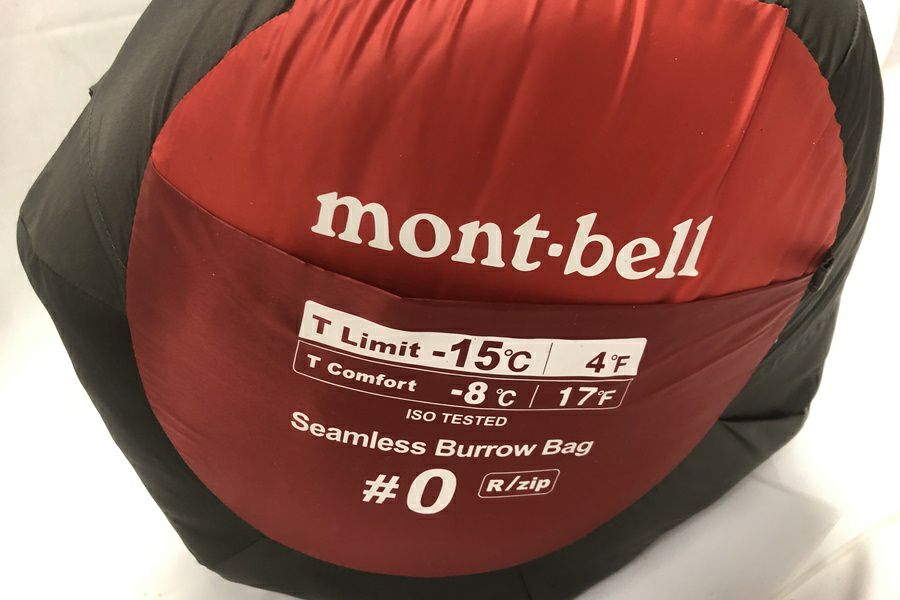 mont·bell
T Limit -15℃ 4℉
T Comfort -8℃ 17℉
ISO TESTED
Seamless Burrow Bag
#0 R/zip